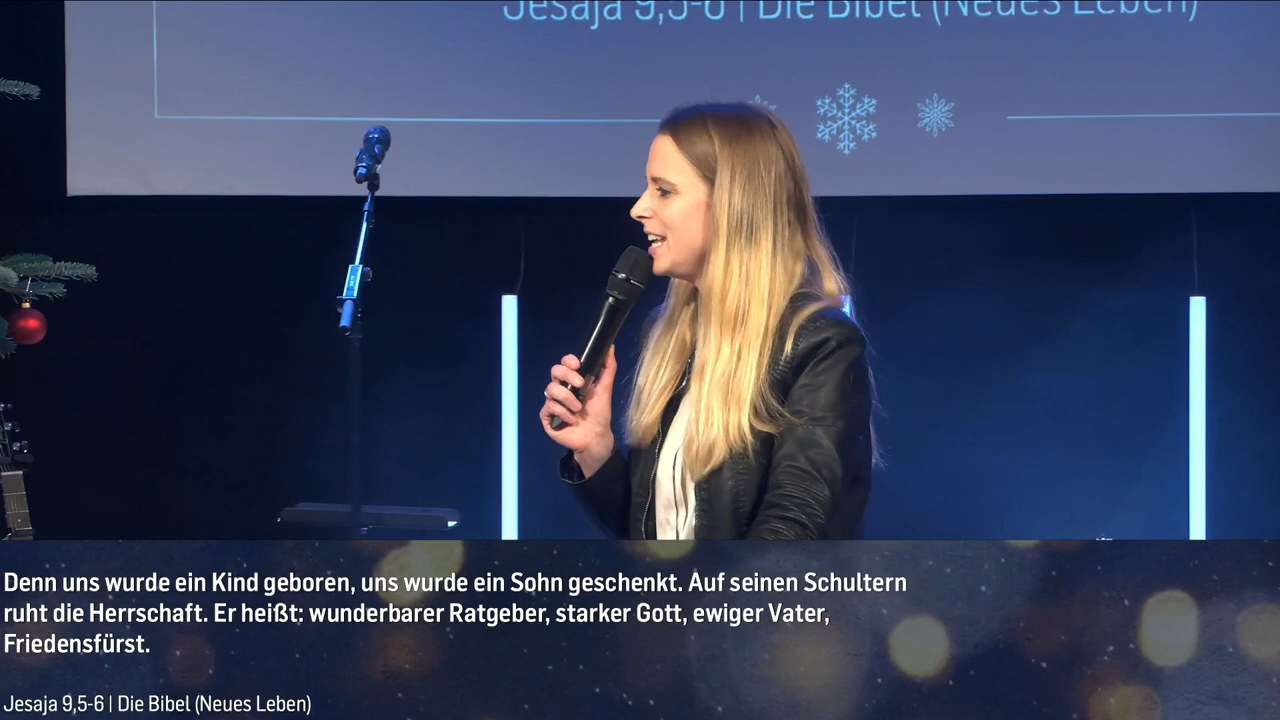 Jesaja 9,5-6 | Die Bibel (Neues Leben)
Denn uns wurde ein Kind geboren, uns wurde ein Sohn geschenkt. Auf seinen Schultern
ruht die Herrschaft. Er heißt: wunderbarer Ratgeber, starker Gott, ewiger Vater,
Friedensfürst.
Jesaja 9,5-6 | Die Bibel (Neues Leben)